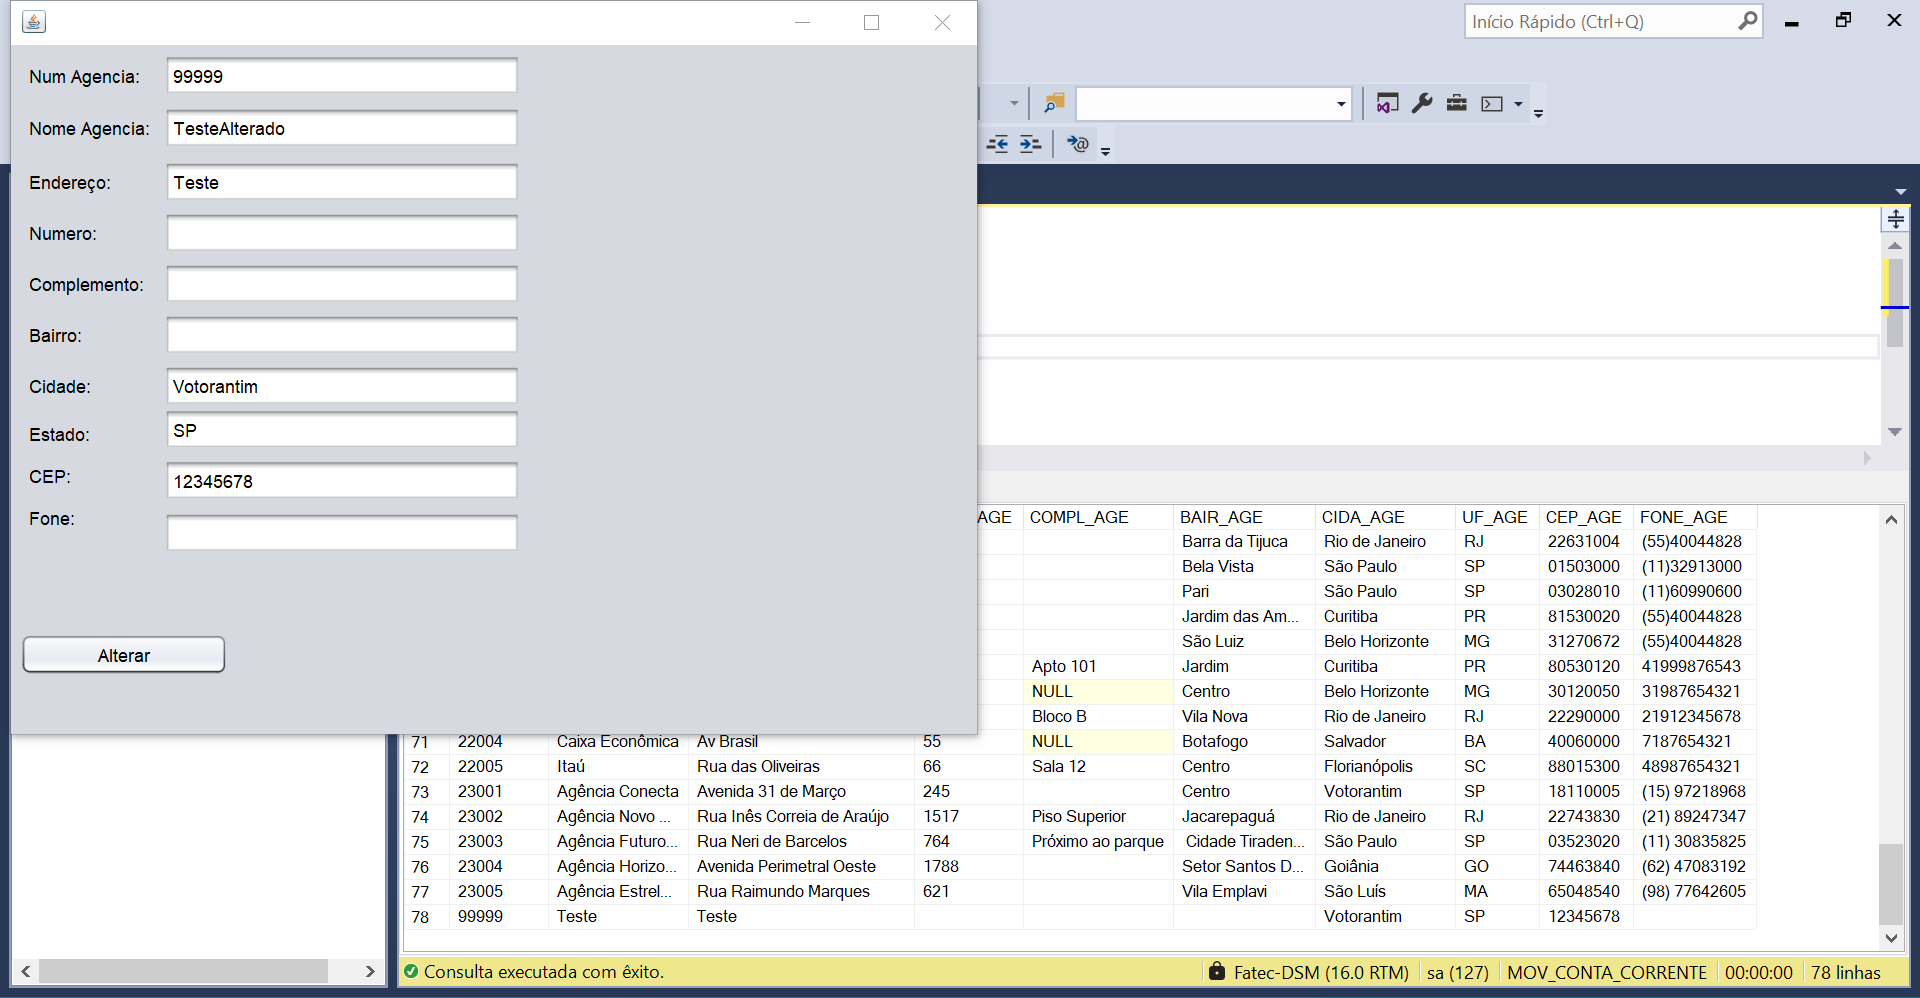 Início Rápido (Ctrl+Q)
Num Agencia: 99999
Nome Agencia: TesteAlterado
Endereço: Teste
Numero:
Complemento:
Bairro:
Cidade: Votorantim
Estado: SP
CEP: 12345678
Fone:
Alterar
AGE COMPL_AGE BAIR_AGE CIDA_AGE UF_AGE CEP_AGE FONE_AGE
Barra da Tijuca Rio de Janeiro RJ 22631004 (55)40044828
Bela Vista São Paulo SP 01503000 (11)32913000
Pari São Paulo SP 03028010 (11)60990600
Jardim das Am... Curitiba PR 81530020 (55)40044828
São Luiz Belo Horizonte MG 31270672 (55)40044828
Apto 101 Jardim Curitiba PR 80530120 41999876543
NULL Centro Belo Horizonte MG 30120050 31987654321
Bloco B Vila Nova Rio de Janeiro RJ 22290000 21912345678
71 22004 Caixa Econômica Av Brasil 55 NULL Botafogo Salvador BA 40060000 7187654321
72 22005 Itaú Rua das Oliveiras 66 Sala 12 Centro Florianópolis SC 88015300 48987654321
73 23001 Agência Conecta Avenida 31 de Março 245 Centro Votorantim SP 18110005 (15) 97218968
74 23002 Agência Novo ... Rua Inês Correia de Araújo 1517 Piso Superior Jacarepaguá Rio de Janeiro RJ 22743830 (21) 89247347
75 23003 Agência Futuro... Rua Neri de Barcelos 764 Próximo ao parque Cidade Tiraden... São Paulo SP 03523020 (11) 30835825
76 23004 Agência Horizo... Avenida Perimetral Oeste 1788 Setor Santos D... Goiânia GO 74463840 (62) 47083192
77 23005 Agência Estrel... Rua Raimundo Marques 621 Vila Emplavi São Luís MA 65048540 (98) 77642605
78 99999 Teste Teste Votorantim SP 12345678
Consulta executada com êxito. Fatec-DSM (16.0 RTM) sa (127) MOV_CONTA_CORRENTE 00:00:00 78 linhas